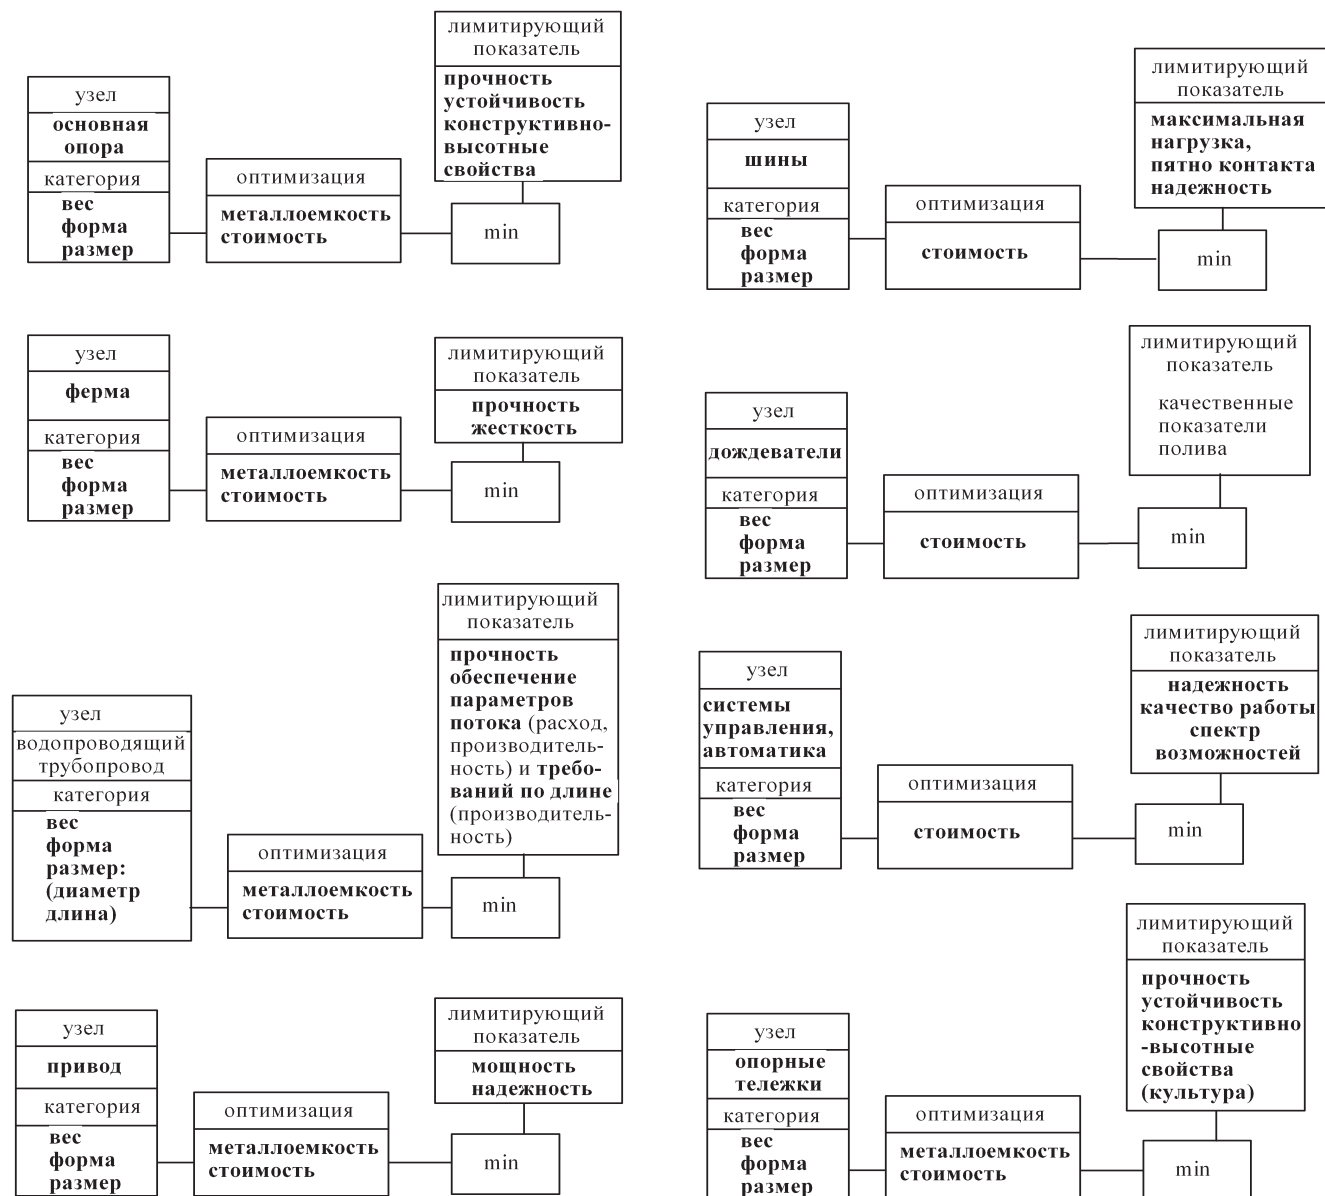 узел
основная
опора
категория
вес
форма
размер
оптимизация
металлоемкость
стоимость
лимитирующий
показатель
прочность
устойчивость
конструктивно-
высотные
свойства
min
узел
ферма
категория
вес
форма
размер
оптимизация
металлоемкость
стоимость
лимитирующий
показатель
прочность
жесткость
min
узел
водопроводящий
трубопровод
категория
вес
форма
размер:
(диаметр
длина)
оптимизация
металлоемкость
стоимость
лимитирующий
показатель
прочность
обеспечение
параметров
потока (расход,
производитель-
ность) и требо-
ваний по длине
(производитель-
ность)
min
узел
привод
категория
вес
форма
размер
оптимизация
металлоемкость
стоимость
лимитирующий
показатель
мощность
надежность
min
узел
шины
категория
вес
форма
размер
оптимизация
стоимость
лимитирующий
показатель
максимальная
нагрузка,
пятно контакта
надежность
min
узел
дождеватели
категория
вес
форма
размер
оптимизация
стоимость
лимитирующий
показатель
качественные
показатели
полива
min
узел
системы
управления,
автоматика
категория
вес
форма
размер
оптимизация
стоимость
лимитирующий
показатель
надежность
качество работы
спектр
возможностей
min
узел
опорные
тележки
категория
вес
форма
размер
оптимизация
металлоемкость
стоимость
лимитирующий
показатель
прочность
устойчивость
конструктивно
-высотные
свойства
(культура)
min